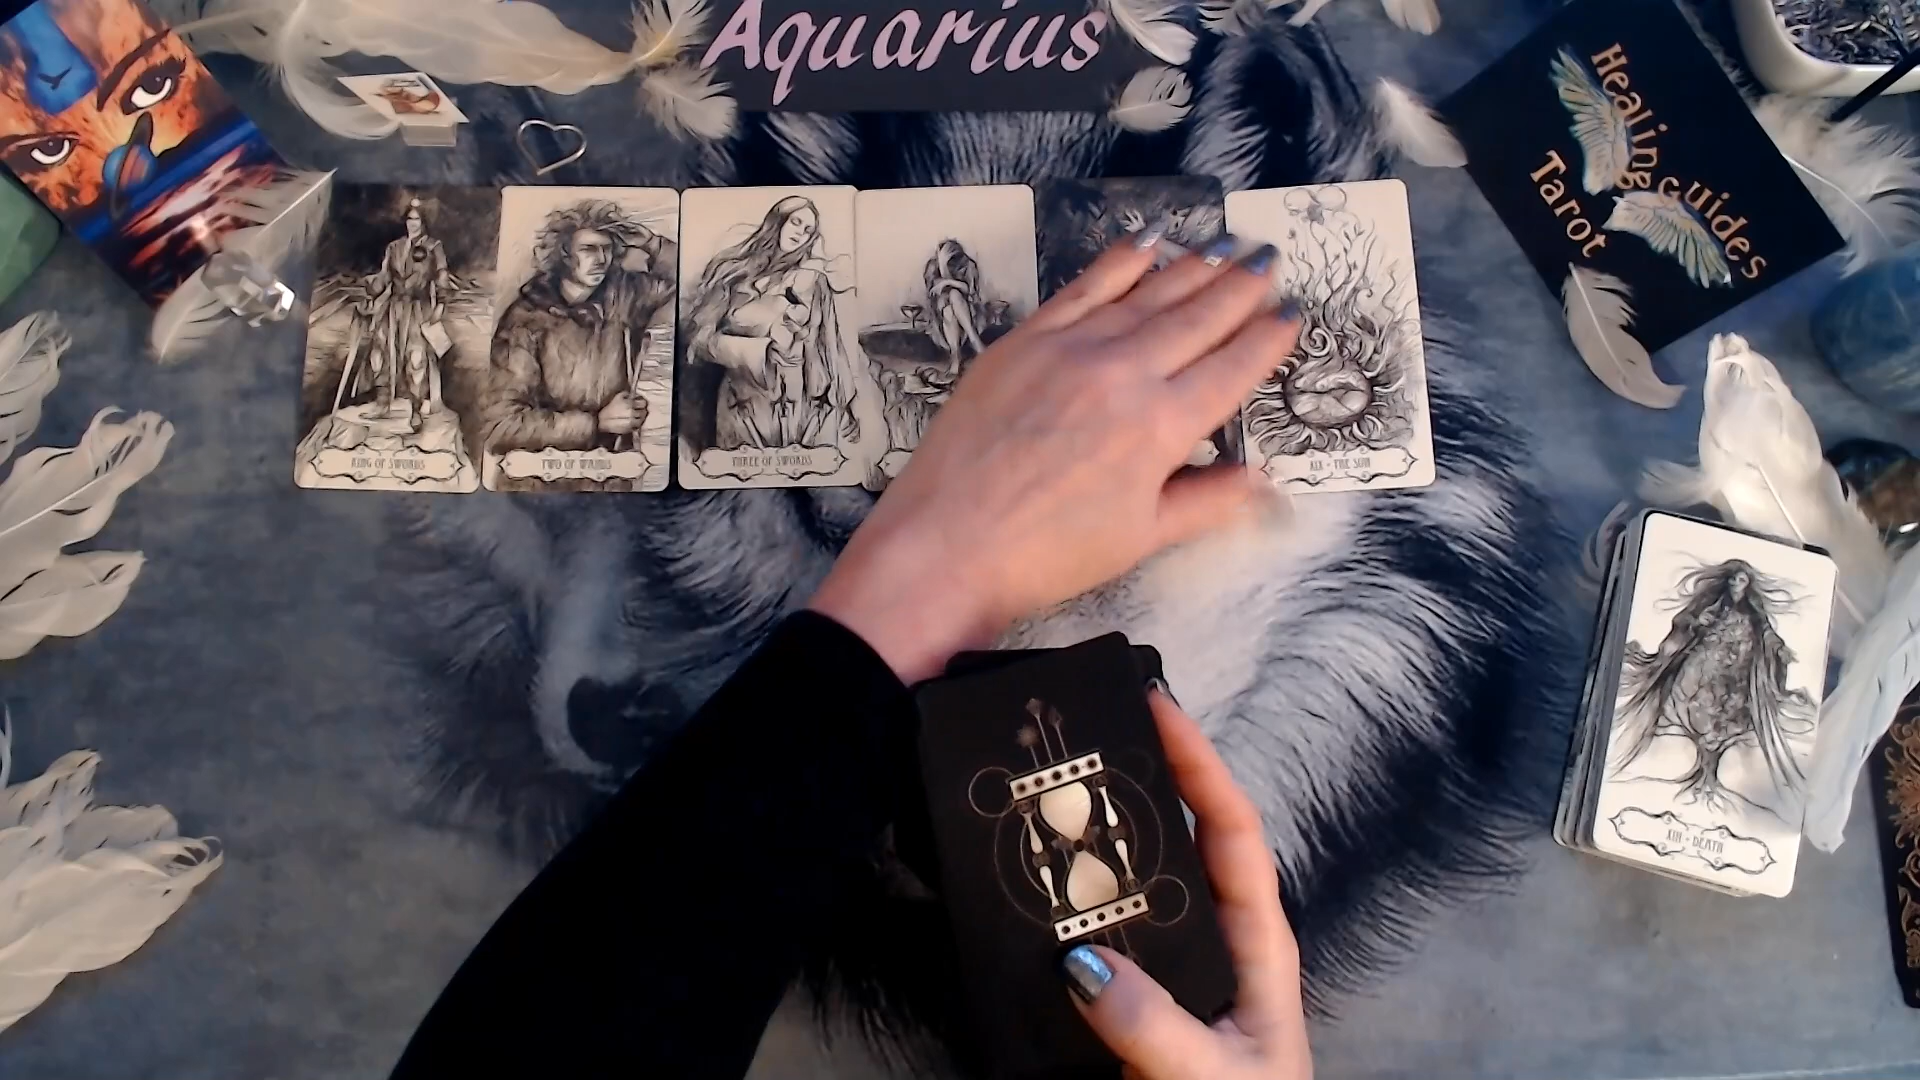 Aquarius
Healing Guides
Tarot
KING OF SWORDS
TWO OF WANDS
THREE OF SWORDS
XIX • THE SUN
XIII • DEATH